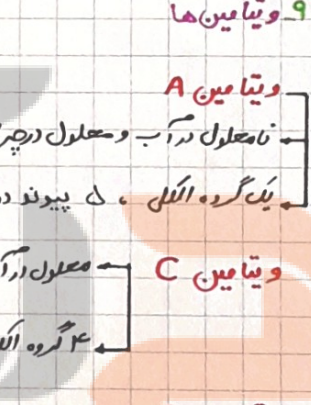 ۹_ ویتامین ها
ویتامین A
نامحلول در آب و محلول در چر
یک گروه الکلی ، ۵ پیوند د
ویتامین C
محلول در آ
۴ گروه الک